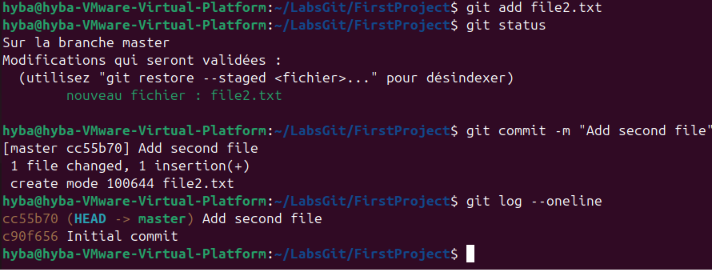 hyba@hyba-VMware-Virtual-Platform:~/LabsGit/FirstProject$ git add file2.txt
hyba@hyba-VMware-Virtual-Platform:~/LabsGit/FirstProject$ git status
Sur la branche master
Modifications qui seront validées :
  (utilisez "git restore --staged <fichier>..." pour désindexer)
        nouveau fichier : file2.txt

hyba@hyba-VMware-Virtual-Platform:~/LabsGit/FirstProject$ git commit -m "Add second file"
[master cc55b70] Add second file
 1 file changed, 1 insertion(+)
 create mode 100644 file2.txt
hyba@hyba-VMware-Virtual-Platform:~/LabsGit/FirstProject$ git log --oneline
cc55b70 (HEAD -> master) Add second file
c90f656 Initial commit
hyba@hyba-VMware-Virtual-Platform:~/LabsGit/FirstProject$